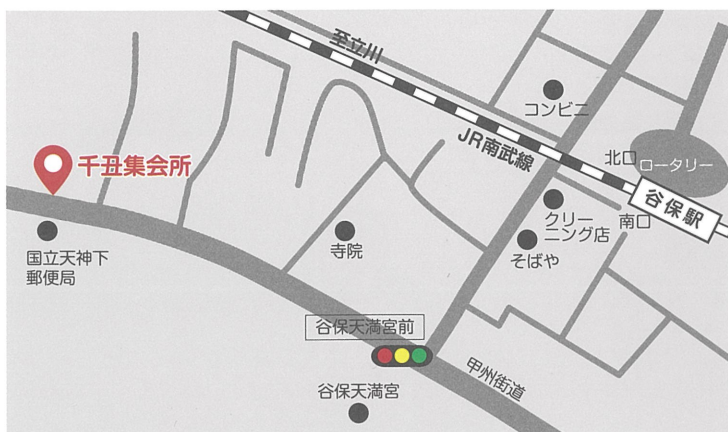 至立川
コンビニ
JR南武線
北口
ロータリー
千丑集会所
谷保駅
クリー
ニング店
南口
そばや
寺院
国立天神下
郵便局
谷保天満宮前
甲州街道
谷保天満宮